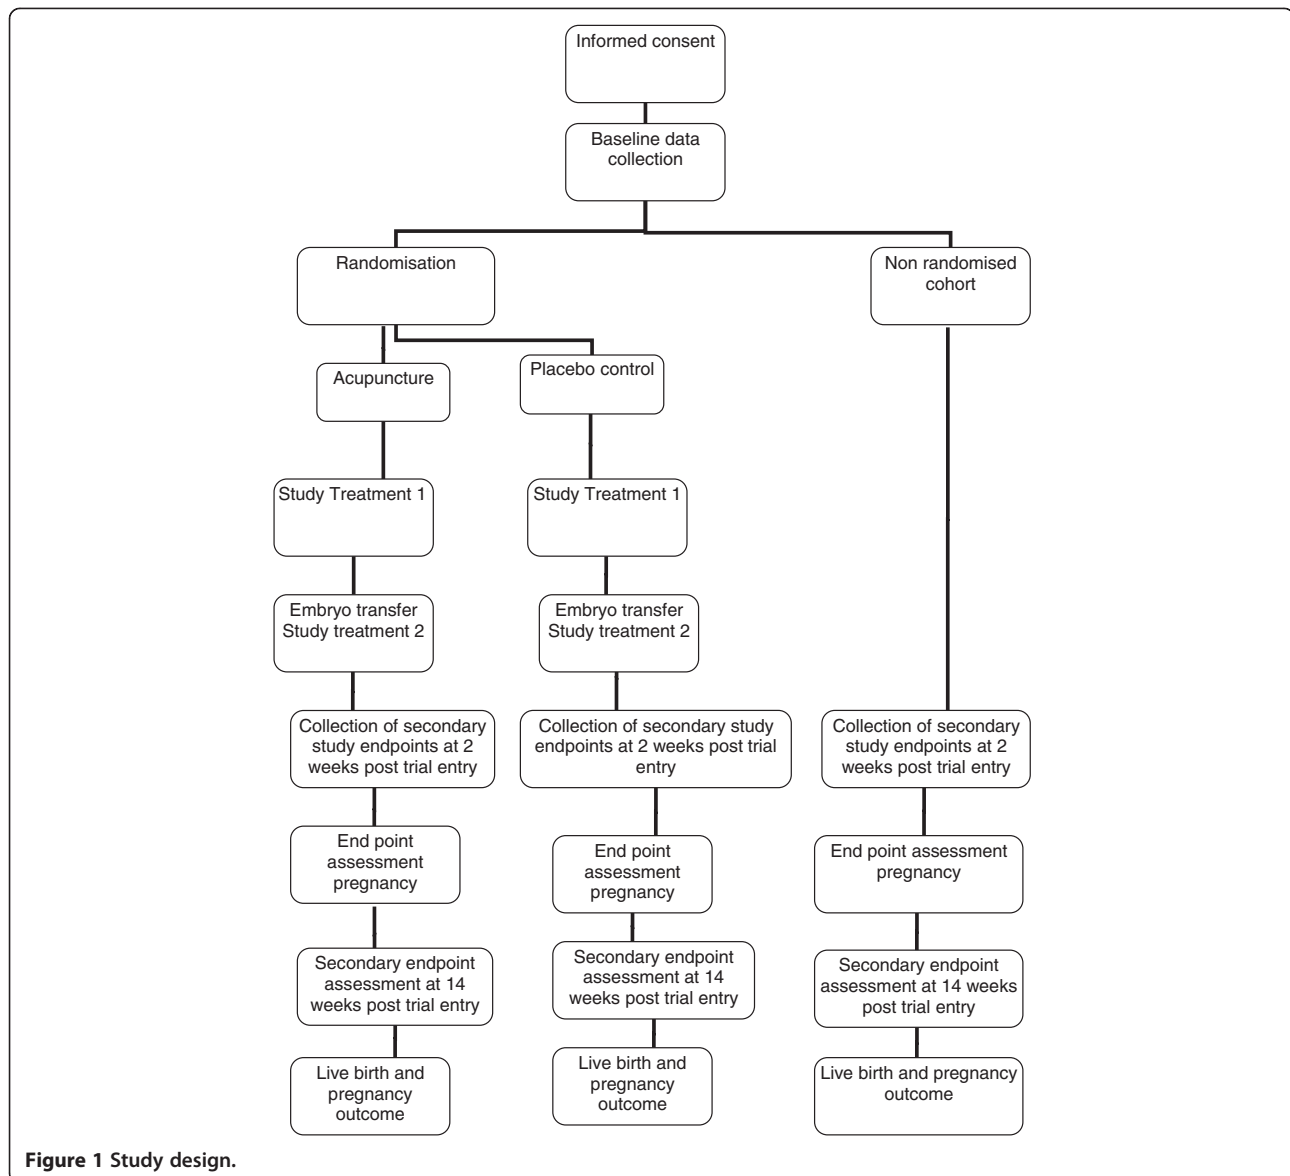 Informed consent
Baseline data
collection
Randomisation
Non randomised
cohort
Acupuncture
Placebo control
Study Treatment 1
Study Treatment 1
Embryo transfer
Study treatment 2
Embryo transfer
Study treatment 2
Collection of secondary
study endpoints at 2
weeks post trial entry
Collection of secondary study
endpoints at 2 weeks post trial
entry
Collection of secondary
study endpoints at 2
weeks post trial entry
End point
assessment
pregnancy
End point
assessment
pregnancy
End point assessment
pregnancy
Secondary endpoint
assessment at 14
weeks post trial entry
Secondary endpoint
assessment at 14
weeks post trial entry
Secondary endpoint
assessment at 14 weeks
post trial entry
Live birth and
pregnancy
outcome
Live birth and
pregnancy
outcome
Live birth and pregnancy
outcome
Figure 1 Study design.